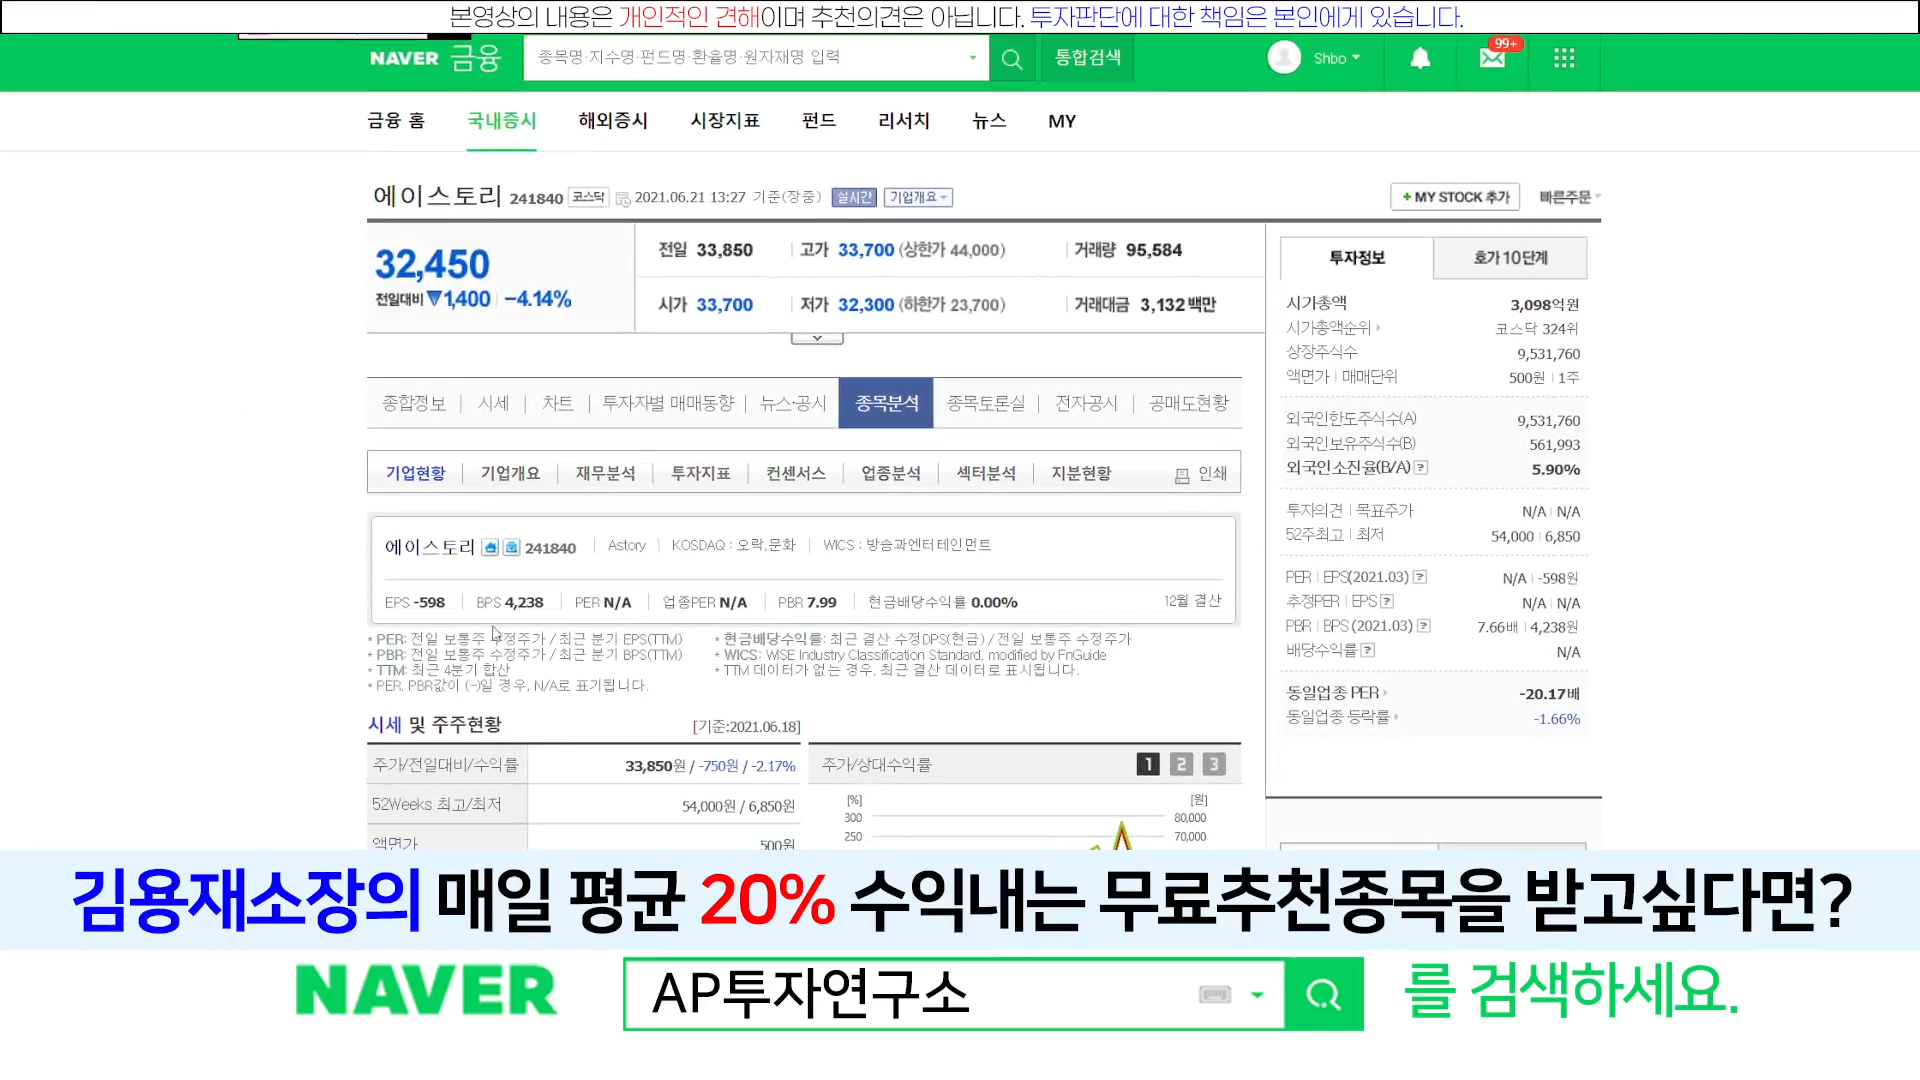 본영상의 내용은 개인적인 견해이며 추천의견은 아닙니다. 투자판단에 대한 책임은 본인에게 있습니다.
NAVER 금융 종목명·지수명·펀드명·환율명·원자재명 입력 통합검색 Shbo 99+
금융 홈 국내증시 해외증시 시장지표 펀드 리서치 뉴스 MY
에이스토리 241840 코스닥 2021.06.21 13:27 기준(장중) 실시간 기업개요
+ MY STOCK 추가 빠른주문
32,450
전일대비 ▼1,400 -4.14%
전일 33,850 고가 33,700 (상한가 44,000) 거래량 95,584
시가 33,700 저가 32,300 (하한가 23,700) 거래대금 3,132 백만
종합정보 시세 차트 투자자별 매매동향 뉴스·공시 종목분석 종목토론실 전자공시 공매도현황
기업현황 기업개요 재무분석 투자지표 컨센서스 업종분석 섹터분석 지분현황 인쇄
에이스토리 241840 Astory KOSDAQ : 오락,문화 WICS : 방송과엔터테인먼트
EPS -598 BPS 4,238 PER N/A 업종PER N/A PBR 7.99 현금배당수익률 0.00% 12월 결산
* PER: 전일 보통주 수정주가 / 최근 분기 EPS(TTM)
* PBR: 전일 보통주 수정주가 / 최근 분기 BPS(TTM)
* TTM: 최근 4분기 합산
* PER, PBR값이 (-)일 경우, N/A로 표기됩니다.
* 현금배당수익률: 최근 결산 수정DPS(현금) / 전일 보통주 수정주가
* WICS: WISE Industry Classification Standard, modified by FnGuide
* TTM 데이터가 없는 경우, 최근 결산 데이터로 표시됩니다.
시세 및 주주현황 [기준:2021.06.18]
주가/전일대비/수익률 33,850원 / -750원 / -2.17%
52Weeks 최고/최저 54,000원 / 6,850원
액면가 500원
주가/상대수익률 1 2 3
[%] [원]
300 80,000
250 70,000
투자정보 호가 10단계
시가총액 3,098억원
시가총액순위 코스닥 324위
상장주식수 9,531,760
액면가 매매단위 500원 1주
외국인한도주식수(A) 9,531,760
외국인보유주식수(B) 561,993
외국인소진율(B/A) ? 5.90%
투자의견 목표주가 N/A N/A
52주최고 최저 54,000 6,850
PER EPS(2021.03) ? N/A -598원
추정PER EPS ? N/A N/A
PBR BPS (2021.03) ? 7.66배 4,238원
배당수익률 ? N/A
동일업종 PER -20.17배
동일업종 등락률 -1.66%
김용재소장의 매일 평균 20% 수익내는 무료추천종목을 받고싶다면?
NAVER AP투자연구소 를 검색하세요.